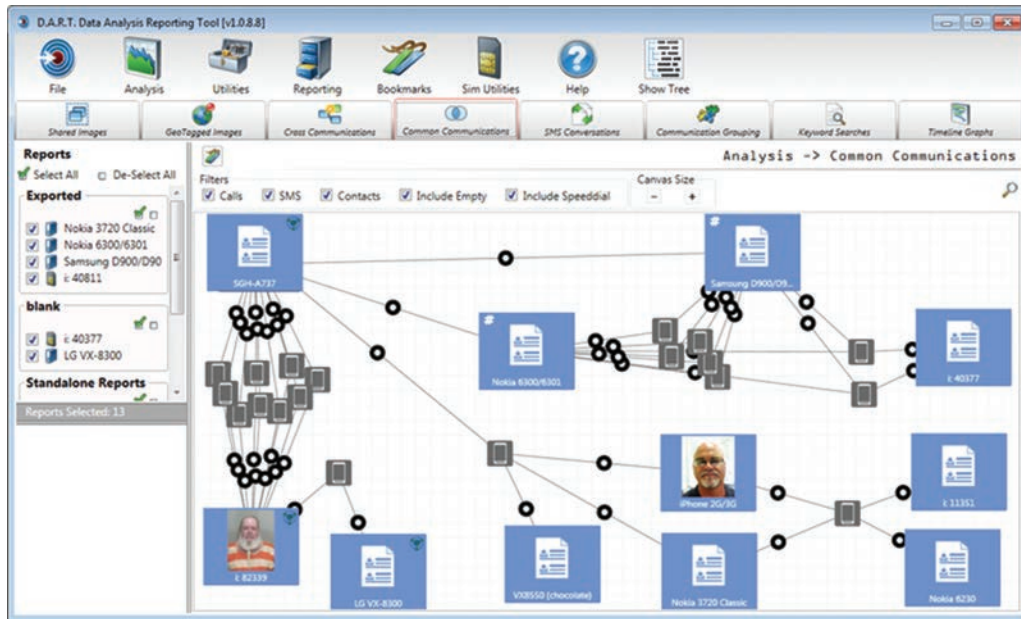 D.A.R.T. Data Analysis Reporting Tool [v1.0.8.8]
File Analysis Utilities Reporting Bookmarks Sim Utilities Help Show Tree
Shared Images GeoTagged Images Cross Communications Common Communications SMS Conversations Communication Grouping Keyword Searches Timeline Graphs
Reports
Select All De-Select All
Exported
Nokia 3720 Classic
Nokia 6300/6301
Samsung D900/D90
i: 40811
blank
i: 40377
LG VX-8300
Standalone Reports
Reports Selected: 13
Analysis -> Common Communications
Filters
Calls SMS Contacts Include Empty Include Speeddial
Canvas Size
- +
SGH-A737
# Samsung D900/D9...
# Nokia 6300/6301
i: 40377
iPhone 2G/3G
i: 11351
i: 82339
LG VX-8300
VX8550 (chocolate)
Nokia 3720 Classic
Nokia 6230